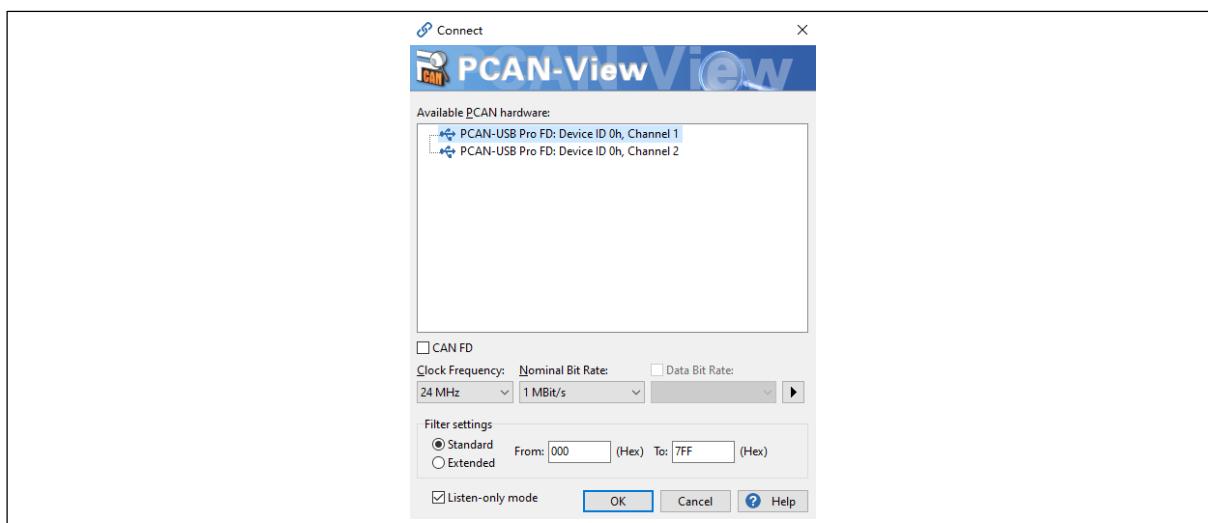 Connect
PCAN-View
Available PCAN hardware:
PCAN-USB Pro FD: Device ID 0h, Channel 1
PCAN-USB Pro FD: Device ID 0h, Channel 2
CAN FD
Clock Frequency: Nominal Bit Rate: Data Bit Rate:
24 MHz 1 MBit/s
Filter settings
Standard
From: 000 (Hex) To: 7FF (Hex)
Extended
Listen-only mode OK Cancel Help